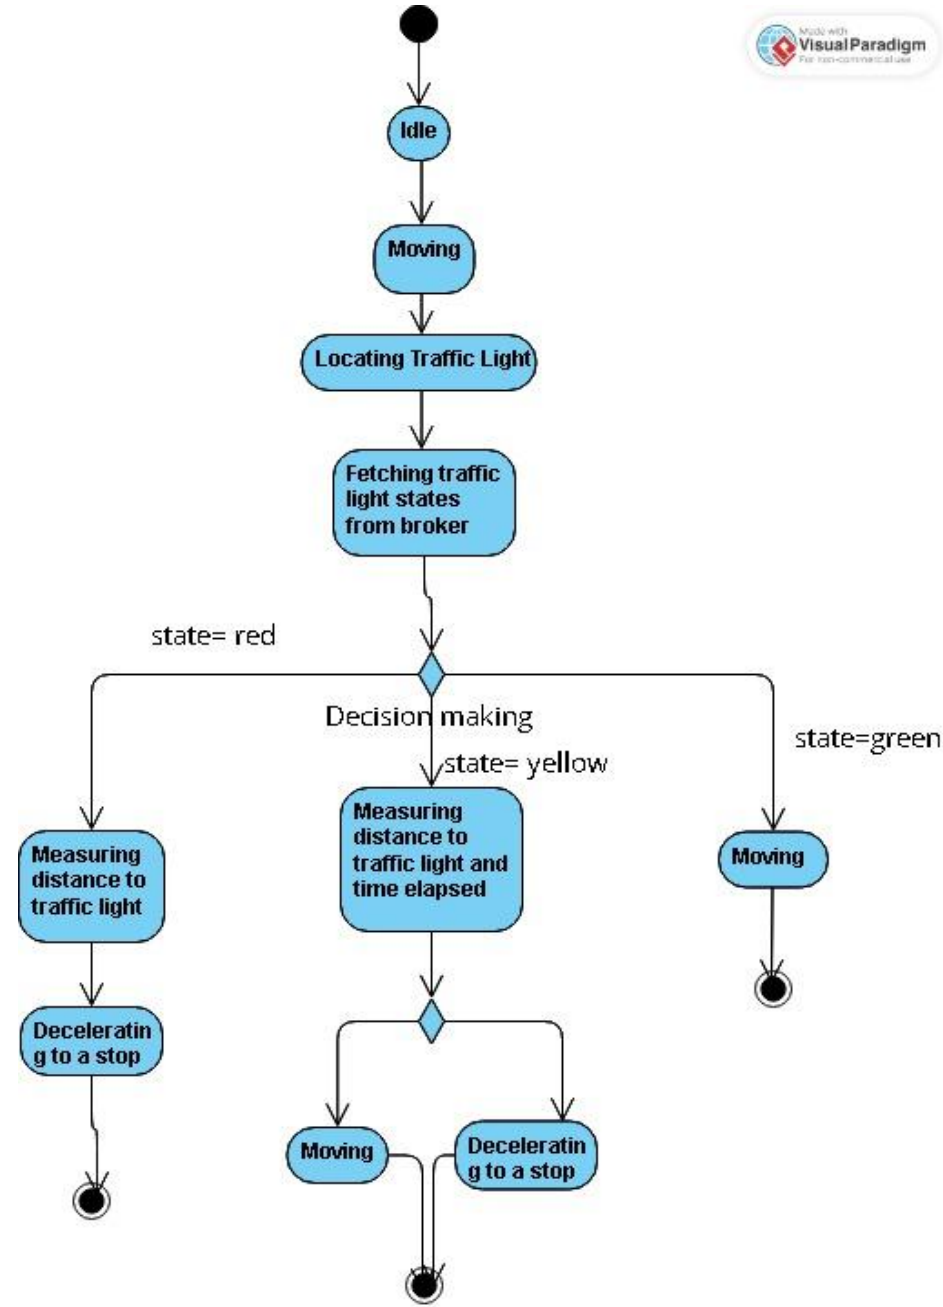 Made with
Visual Paradigm
For non-commercial use
Idle
Moving
Locating Traffic Light
Fetching traffic
light states
from broker
state= red
Decision making
state=green
state= yellow
Measuring
distance to
traffic light and
time elapsed
Measuring
distance to
traffic light
Moving
Deceleratin
g to a stop
Moving
Deceleratin
g to a stop